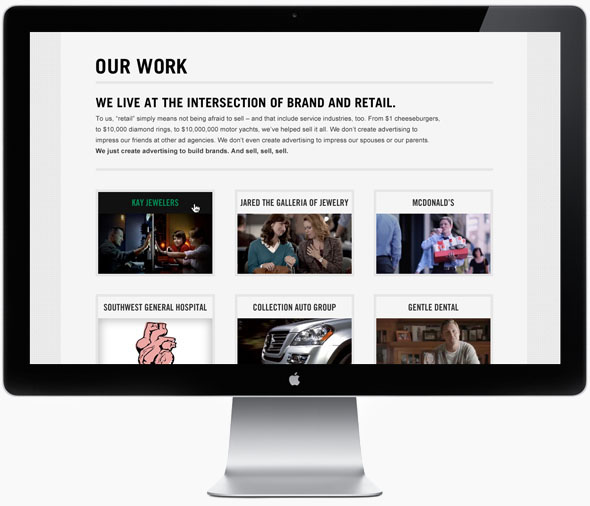 OUR WORK
WE LIVE AT THE INTERSECTION OF BRAND AND RETAIL.
To us, "retail" simply means not being afraid to sell – and that include service industries, too. From $1 cheeseburgers,
to $10,000 diamond rings, to $10,000,000 motor yachts, we've helped sell it all. We don't create advertising to
impress our friends at other ad agencies. We don't even create advertising to impress our spouses or our parents.
We just create advertising to build brands. And sell, sell, sell.
KAY JEWELERS
JARED THE GALLERIA OF JEWELRY
MCDONALD'S
SOUTHWEST GENERAL HOSPITAL
COLLECTION AUTO GROUP
GENTLE DENTAL